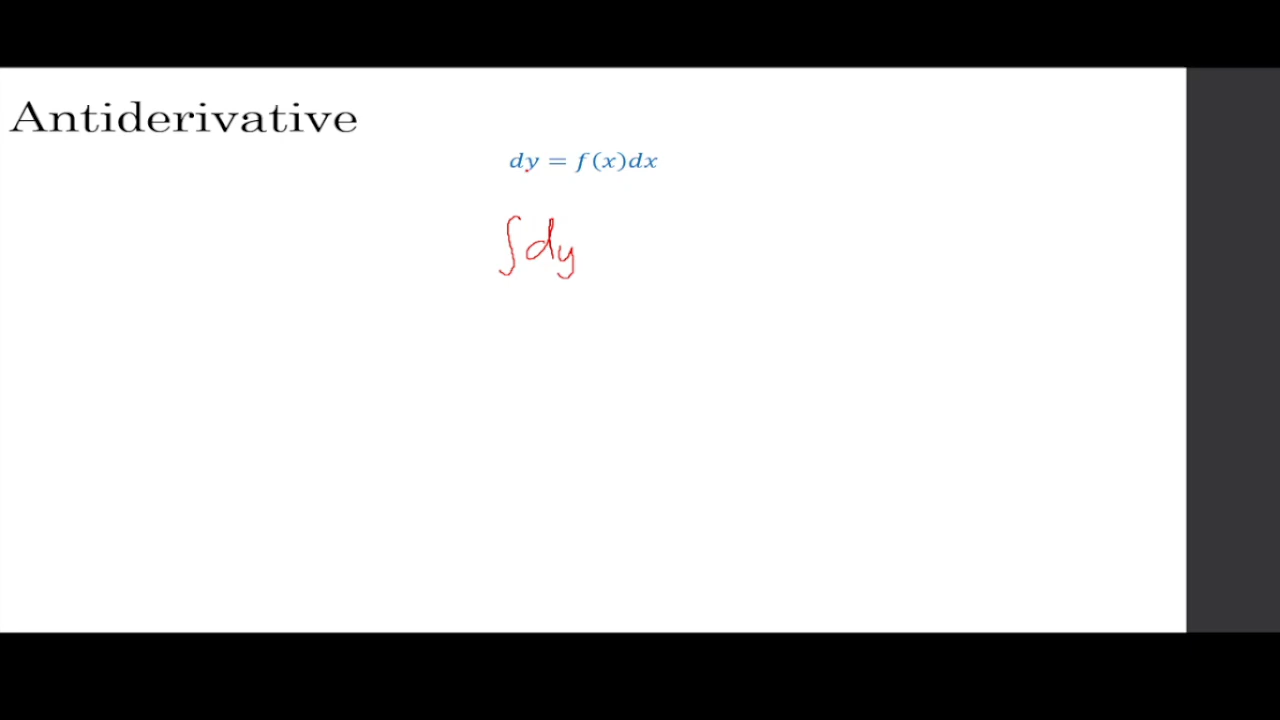 Antiderivative
dy = f(x)dx
∫dy